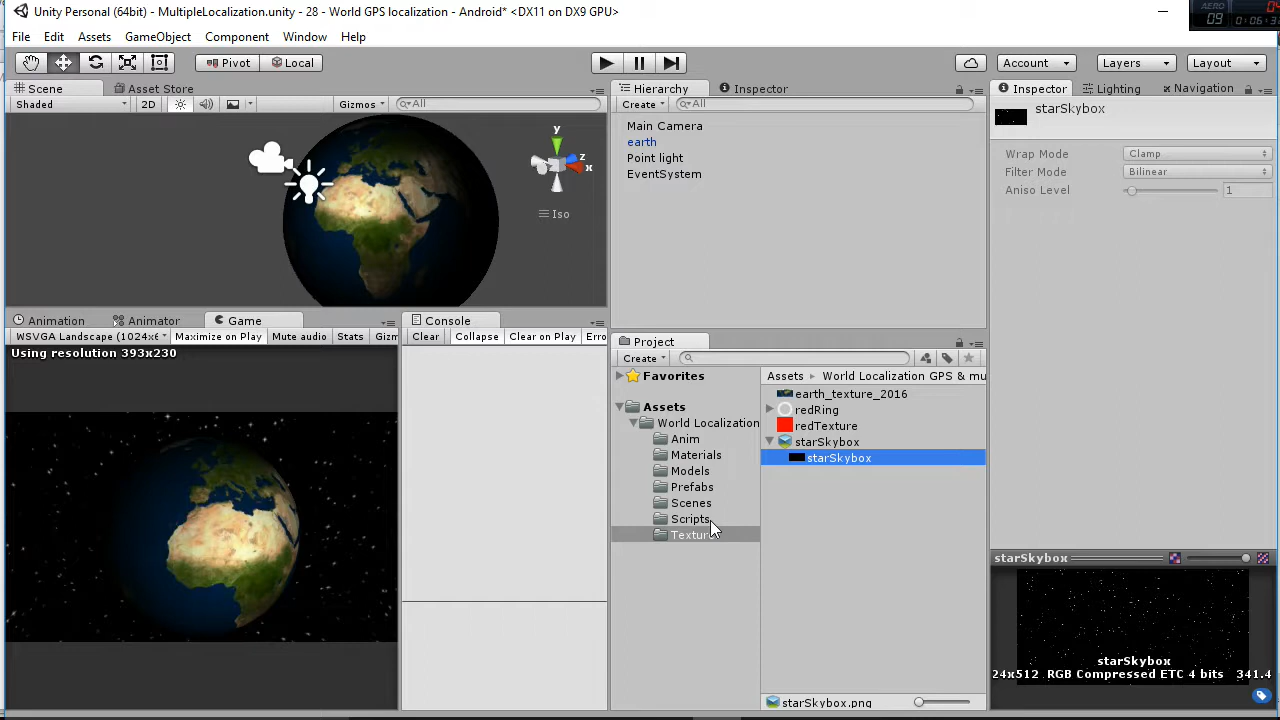 Unity Personal (64bit) - MultipleLocalization.unity - 28 - World GPS localization - Android* <DX11 on DX9 GPU>
AERO
09
File Edit Assets GameObject Component Window Help
Pivot Local Account Layers Layout
Scene Asset Store
Shaded 2D Gizmos All
y
z
x
Iso
Hierarchy Inspector
Create All
Main Camera
earth
Point light
EventSystem
Inspector Lighting Navigation
starSkybox
Wrap Mode Clamp
Filter Mode Bilinear
Aniso Level 1
Animation Animator Game
WSVGA Landscape (1024x6 Maximize on Play Mute audio Stats Gizm
Using resolution 393x230
Console
Clear Collapse Clear on Play Erro
Project
Create
Favorites
Assets
World Localization
Anim
Materials
Models
Prefabs
Scenes
Scripts
Textur
Assets World Localization GPS & mu
earth_texture_2016
redRing
redTexture
starSkybox
starSkybox
starSkybox.png
starSkybox
starSkybox
24x512 RGB Compressed ETC 4 bits 341.4